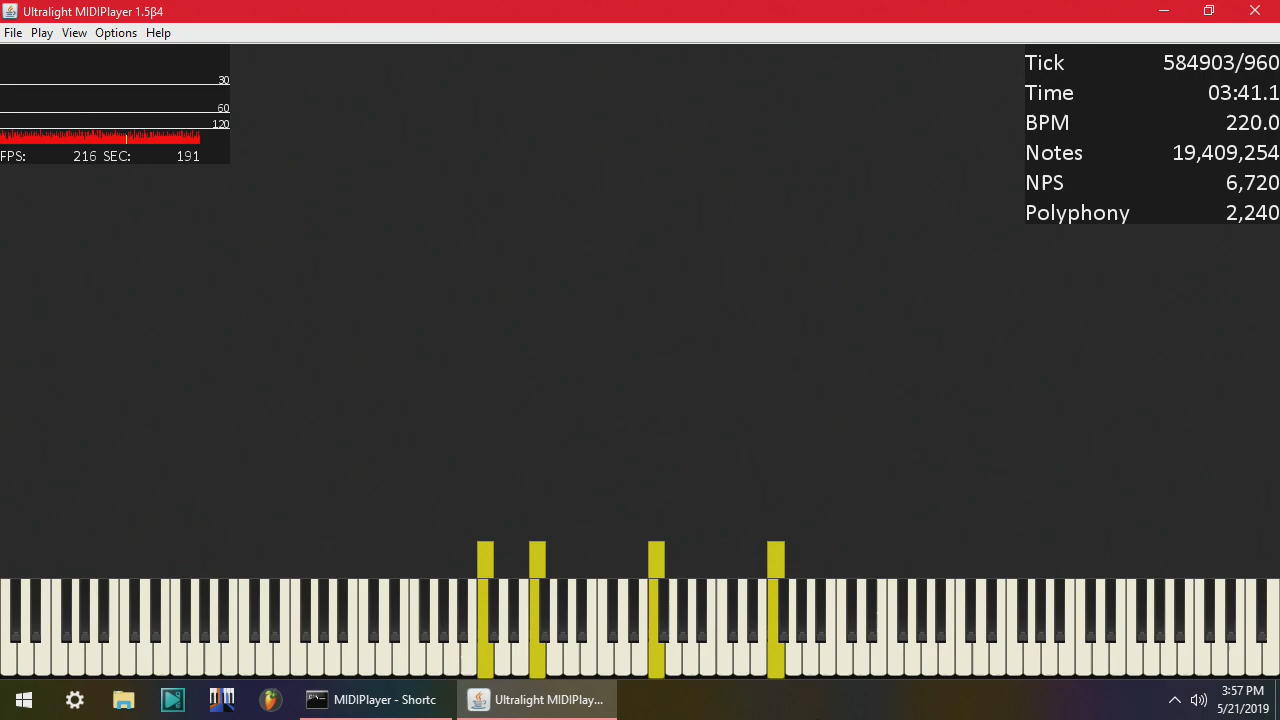 Ultralight MIDIPlayer 1.5β4
File Play View Options Help
30
60
120
FPS: 216 SEC: 191
Tick 584903/960
Time 03:41.1
BPM 220.0
Notes 19,409,254
NPS 6,720
Polyphony 2,240
MIDIPlayer - Shortc
Ultralight MIDIPlay...
3:57 PM
5/21/2019